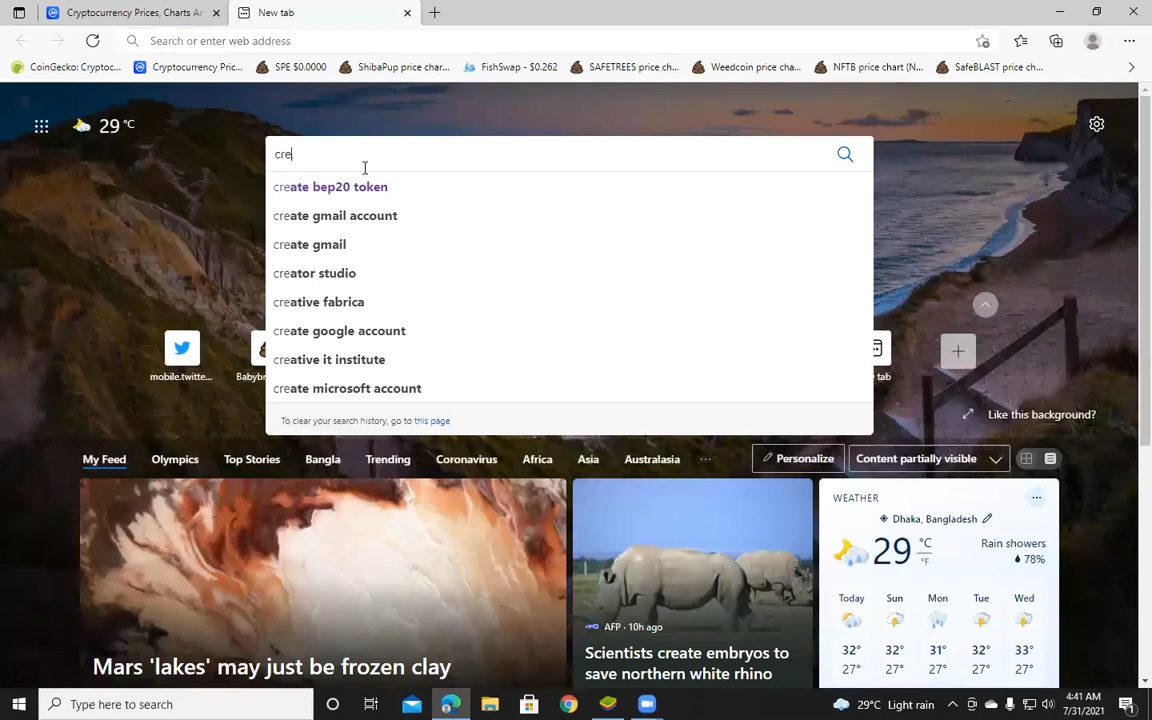 Cryptocurrency Prices, Charts Ar
New tab
Search or enter web address
CoinGecko: Cryptoc...
Cryptocurrency Pric...
SPE $0.0000
ShibaPup price char...
FishSwap - $0.262
SAFETREES price ch...
Weedcoin price cha...
NFTB price chart (N...
SafeBLAST price ch...
29 °C
cre
create bep20 token
create gmail account
create gmail
creator studio
creative fabrica
create google account
creative it institute
create microsoft account
To clear your search history, go to this page
mobile.twitte...
Babybr
tab
Like this background?
My Feed
Olympics
Top Stories
Bangla
Trending
Coronavirus
Africa
Asia
Australasia
...
Personalize
Content partially visible
Mars 'lakes' may just be frozen clay
AFP · 10h ago
Scientists create embryos to
save northern white rhino
WEATHER
Dhaka, Bangladesh
29 °C
°F
Rain showers
78%
Today Sun Mon Tue Wed
32° 32° 31° 32° 33°
27° 27° 27° 27° 27°
Type here to search
29°C Light rain
4:41 AM
7/31/2021
1